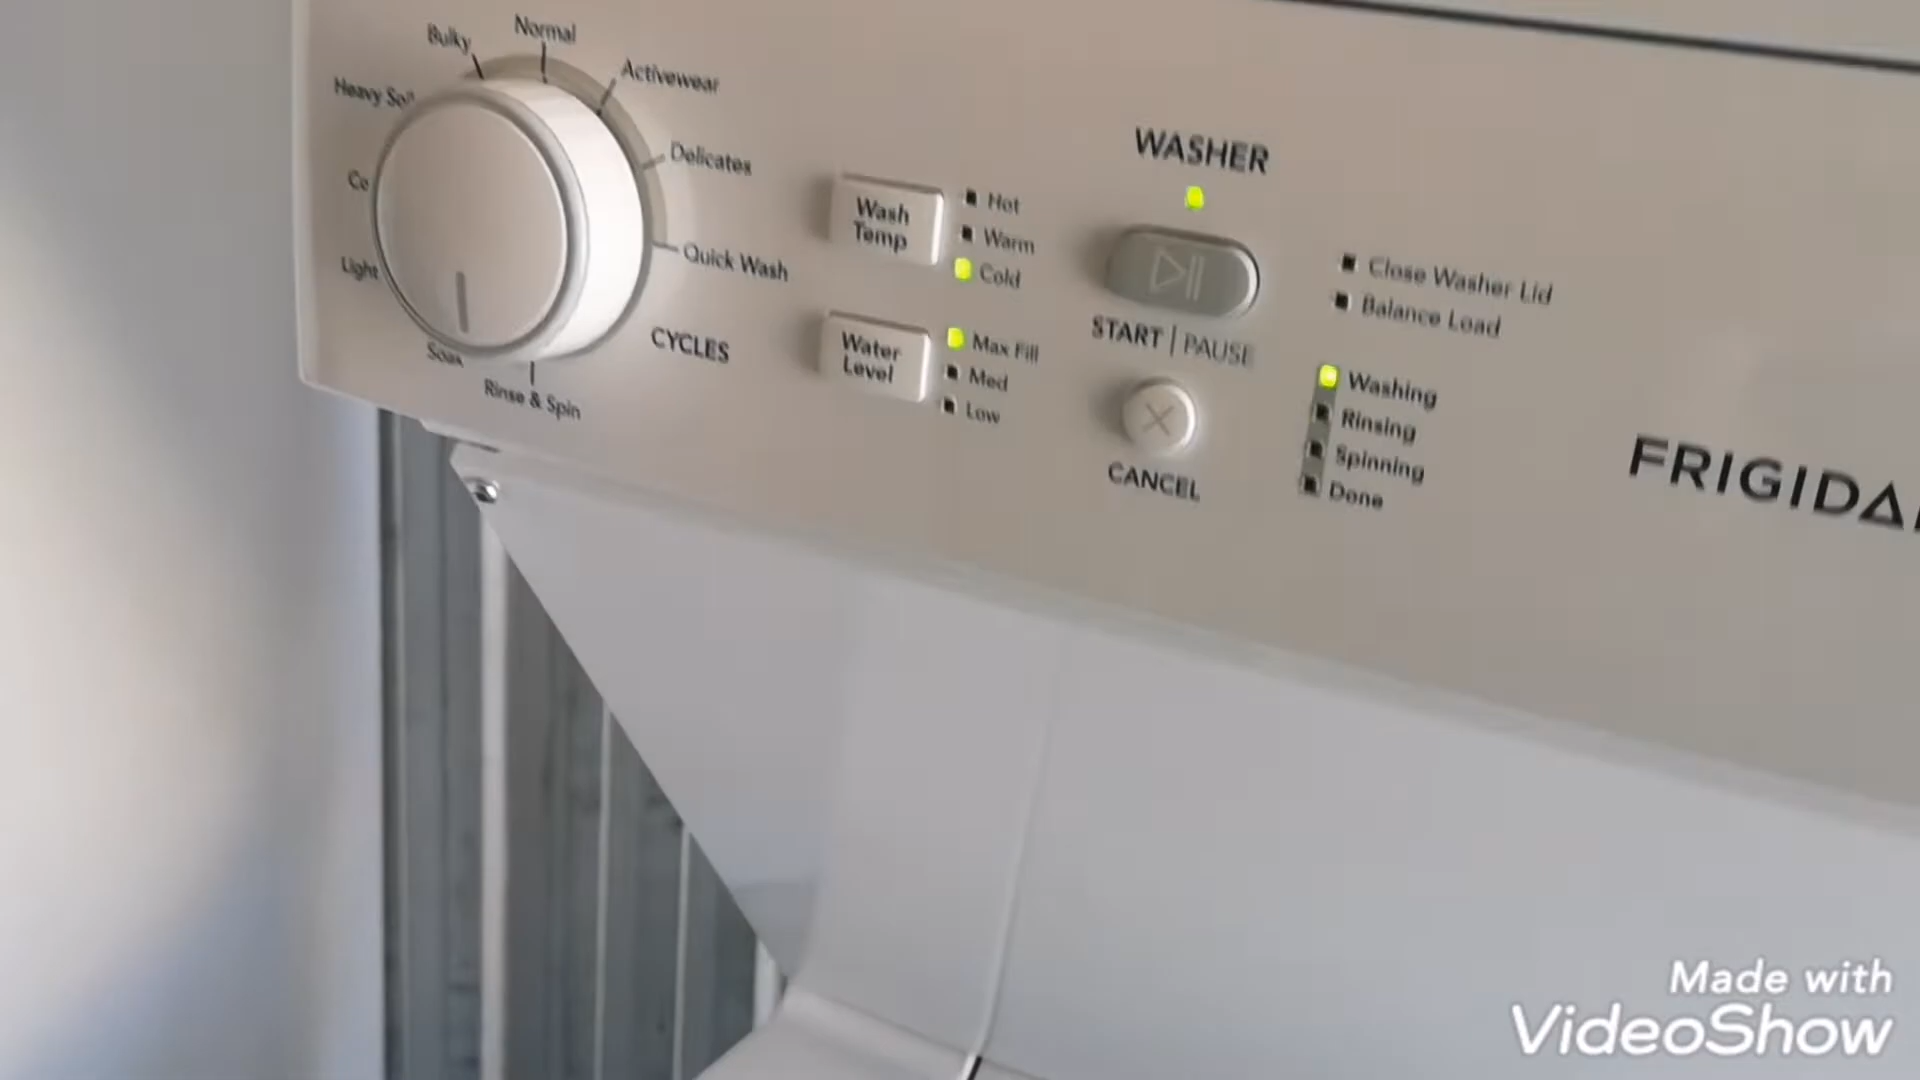 Normal
Bulky
Activewear
Heavy
Delicates
Light
Quick Wash
Soak
Rinse & Spin
CYCLES
Wash
Temp
Hot
Warm
Cold
Water
Level
Max Fill
Med
Low
WASHER
START | PAUSE
CANCEL
Close Washer Lid
Balance Load
Washing
Rinsing
Spinning
Done
FRIGIDA
Made with
VideoShow